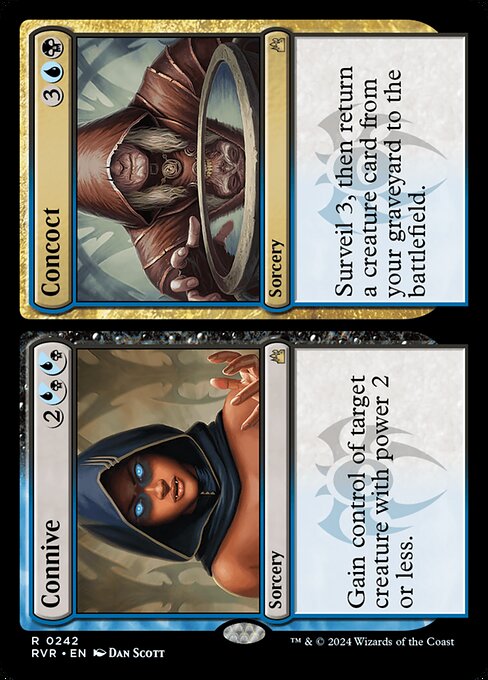 Connive 2
Sorcery
Gain control of target
creature with power 2
or less.
Concoct 3
Sorcery
Surveil 3, then return
a creature card from
your graveyard to the
battlefield.
R 0242
RVR • EN Dan Scott
™ & © 2024 Wizards of the Coast